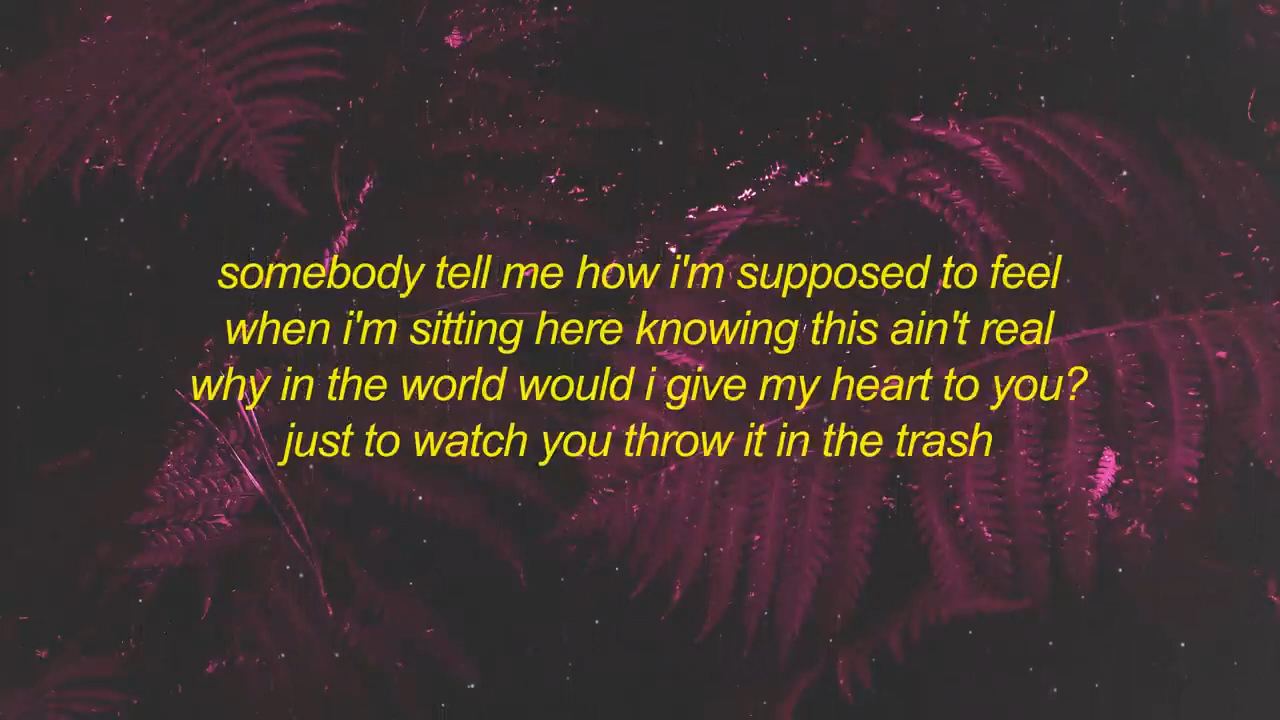 somebody tell me how i'm supposed to feel
when i'm sitting here knowing this ain't real
why in the world would i give my heart to you?
just to watch you throw it in the trash